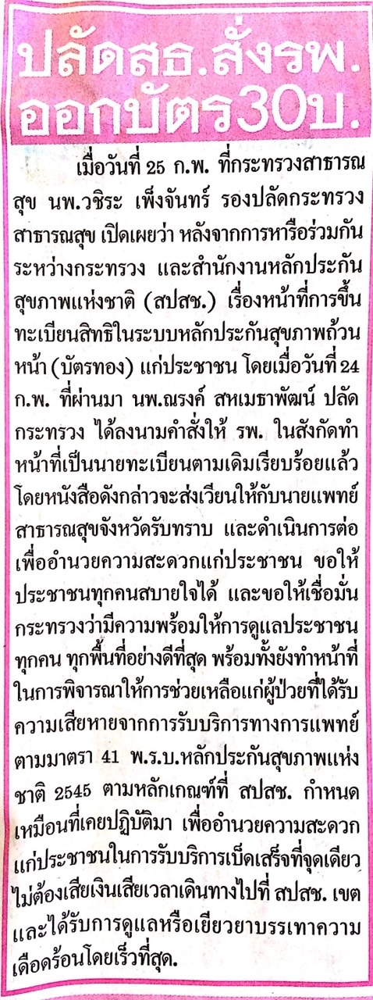 ปลัดสธ.สั่งรพ.
ออกบัตร30บ.
เมื่อวันที่ 25 ก.พ. ที่กระทรวงสาธารณ
สุข นพ.วชิระ เพ็งจันทร์ รองปลัดกระทรวง
สาธารณสุข เปิดเผยว่า หลังจากการหารือร่วมกัน
ระหว่างกระทรวง และสำนักงานหลักประกัน
สุขภาพแห่งชาติ (สปสช.) เรื่องหน้าที่การขึ้น
ทะเบียนสิทธิในระบบหลักประกันสุขภาพถ้วน
หน้า (บัตรทอง) แก่ประชาชน โดยเมื่อวันที่ 24
ก.พ. ที่ผ่านมา นพ.ณรงค์ สหเมธาพัฒน์ ปลัด
กระทรวง ได้ลงนามคำสั่งให้ รพ. ในสังกัดทำ
หน้าที่เป็นนายทะเบียนตามเดิมเรียบร้อยแล้ว
โดยหนังสือดังกล่าวจะส่งเวียนให้กับนายแพทย์
สาธารณสุขจังหวัดรับทราบ และดำเนินการต่อ
เพื่ออำนวยความสะดวกแก่ประชาชน ขอให้
ประชาชนทุกคนสบายใจได้ และขอให้เชื่อมั่น
กระทรวงว่ามีความพร้อมให้การดูแลประชาชน
ทุกคน ทุกพื้นที่อย่างดีที่สุด พร้อมทั้งยังทำหน้าที่
ในการพิจารณาให้การช่วยเหลือแก่ผู้ป่วยที่ได้รับ
ความเสียหายจากการรับบริการทางการแพทย์
ตามมาตรา 41 พ.ร.บ.หลักประกันสุขภาพแห่ง
ชาติ 2545 ตามหลักเกณฑ์ที่ สปสช. กำหนด
เหมือนที่เคยปฏิบัติมา เพื่ออำนวยความสะดวก
แก่ประชาชนในการรับบริการเบ็ดเสร็จที่จุดเดียว
ไม่ต้องเสียเงินเสียเวลาเดินทางไปที่ สปสช. เขต
และได้รับการดูแลหรือเยียวยาบรรเทาความ
เดือดร้อนโดยเร็วที่สุด.